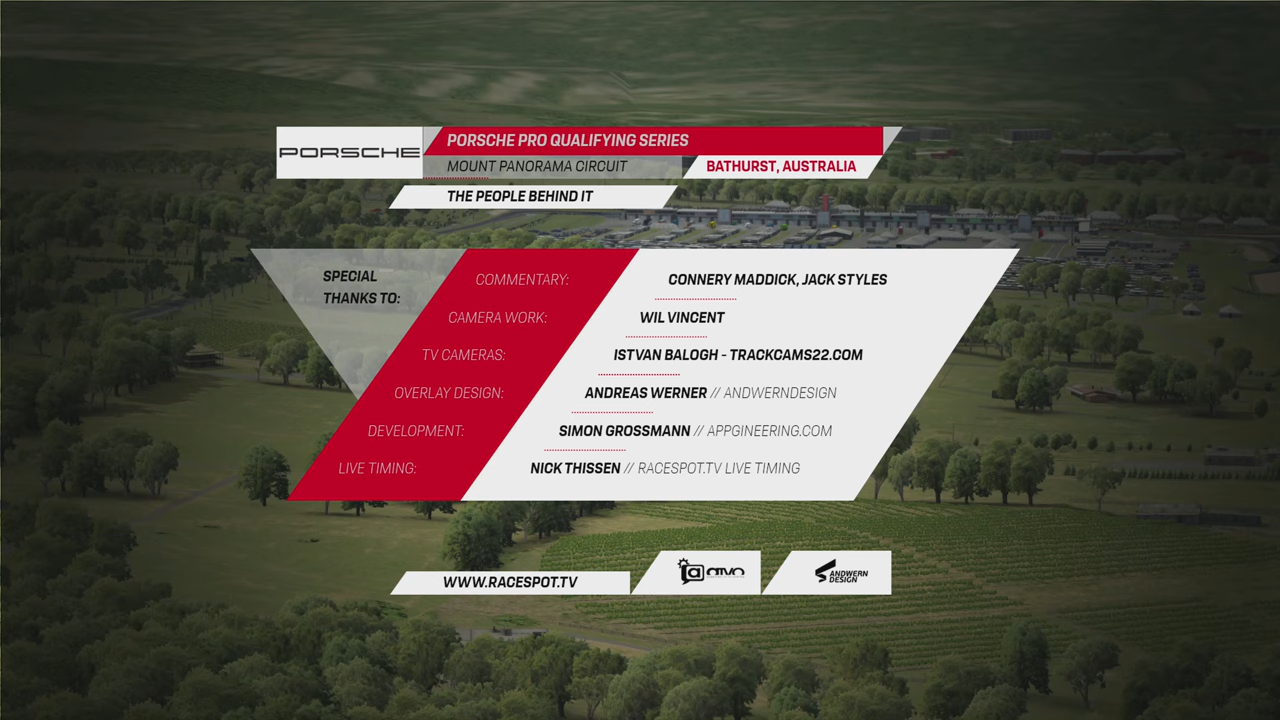 PORSCHE
PORSCHE PRO QUALIFYING SERIES
MOUNT PANORAMA CIRCUIT
BATHURST, AUSTRALIA
THE PEOPLE BEHIND IT
SPECIAL
THANKS TO:
COMMENTARY: CONNERY MADDICK, JACK STYLES
CAMERA WORK: WIL VINCENT
TV CAMERAS: ISTVAN BALOGH - TRACKCAMS22.COM
OVERLAY DESIGN: ANDREAS WERNER // ANDWERNDESIGN
DEVELOPMENT: SIMON GROSSMANN // APPGINEERING.COM
LIVE TIMING: NICK THISSEN // RACESPOT.TV LIVE TIMING
WWW.RACESPOT.TV
ANDWERN
DESIGN